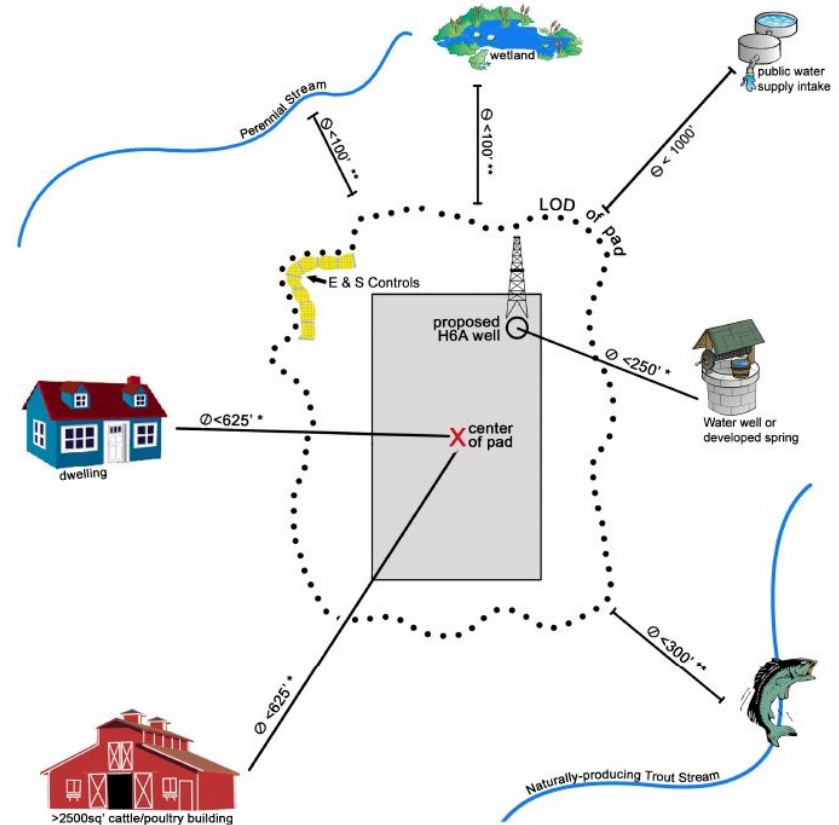 wetland
public water
supply intake
Perennial Stream
∅ <100' **
∅ <100' **
∅ < 1000'
LOD of pad
E & S Controls
proposed
H6A well
∅ <250' *
Water well or
developed spring
∅<625' *
center
of pad
X
dwelling
∅ <625' *
∅ <300' **
Naturally-producing Trout Stream
>2500sq' cattle/poultry building